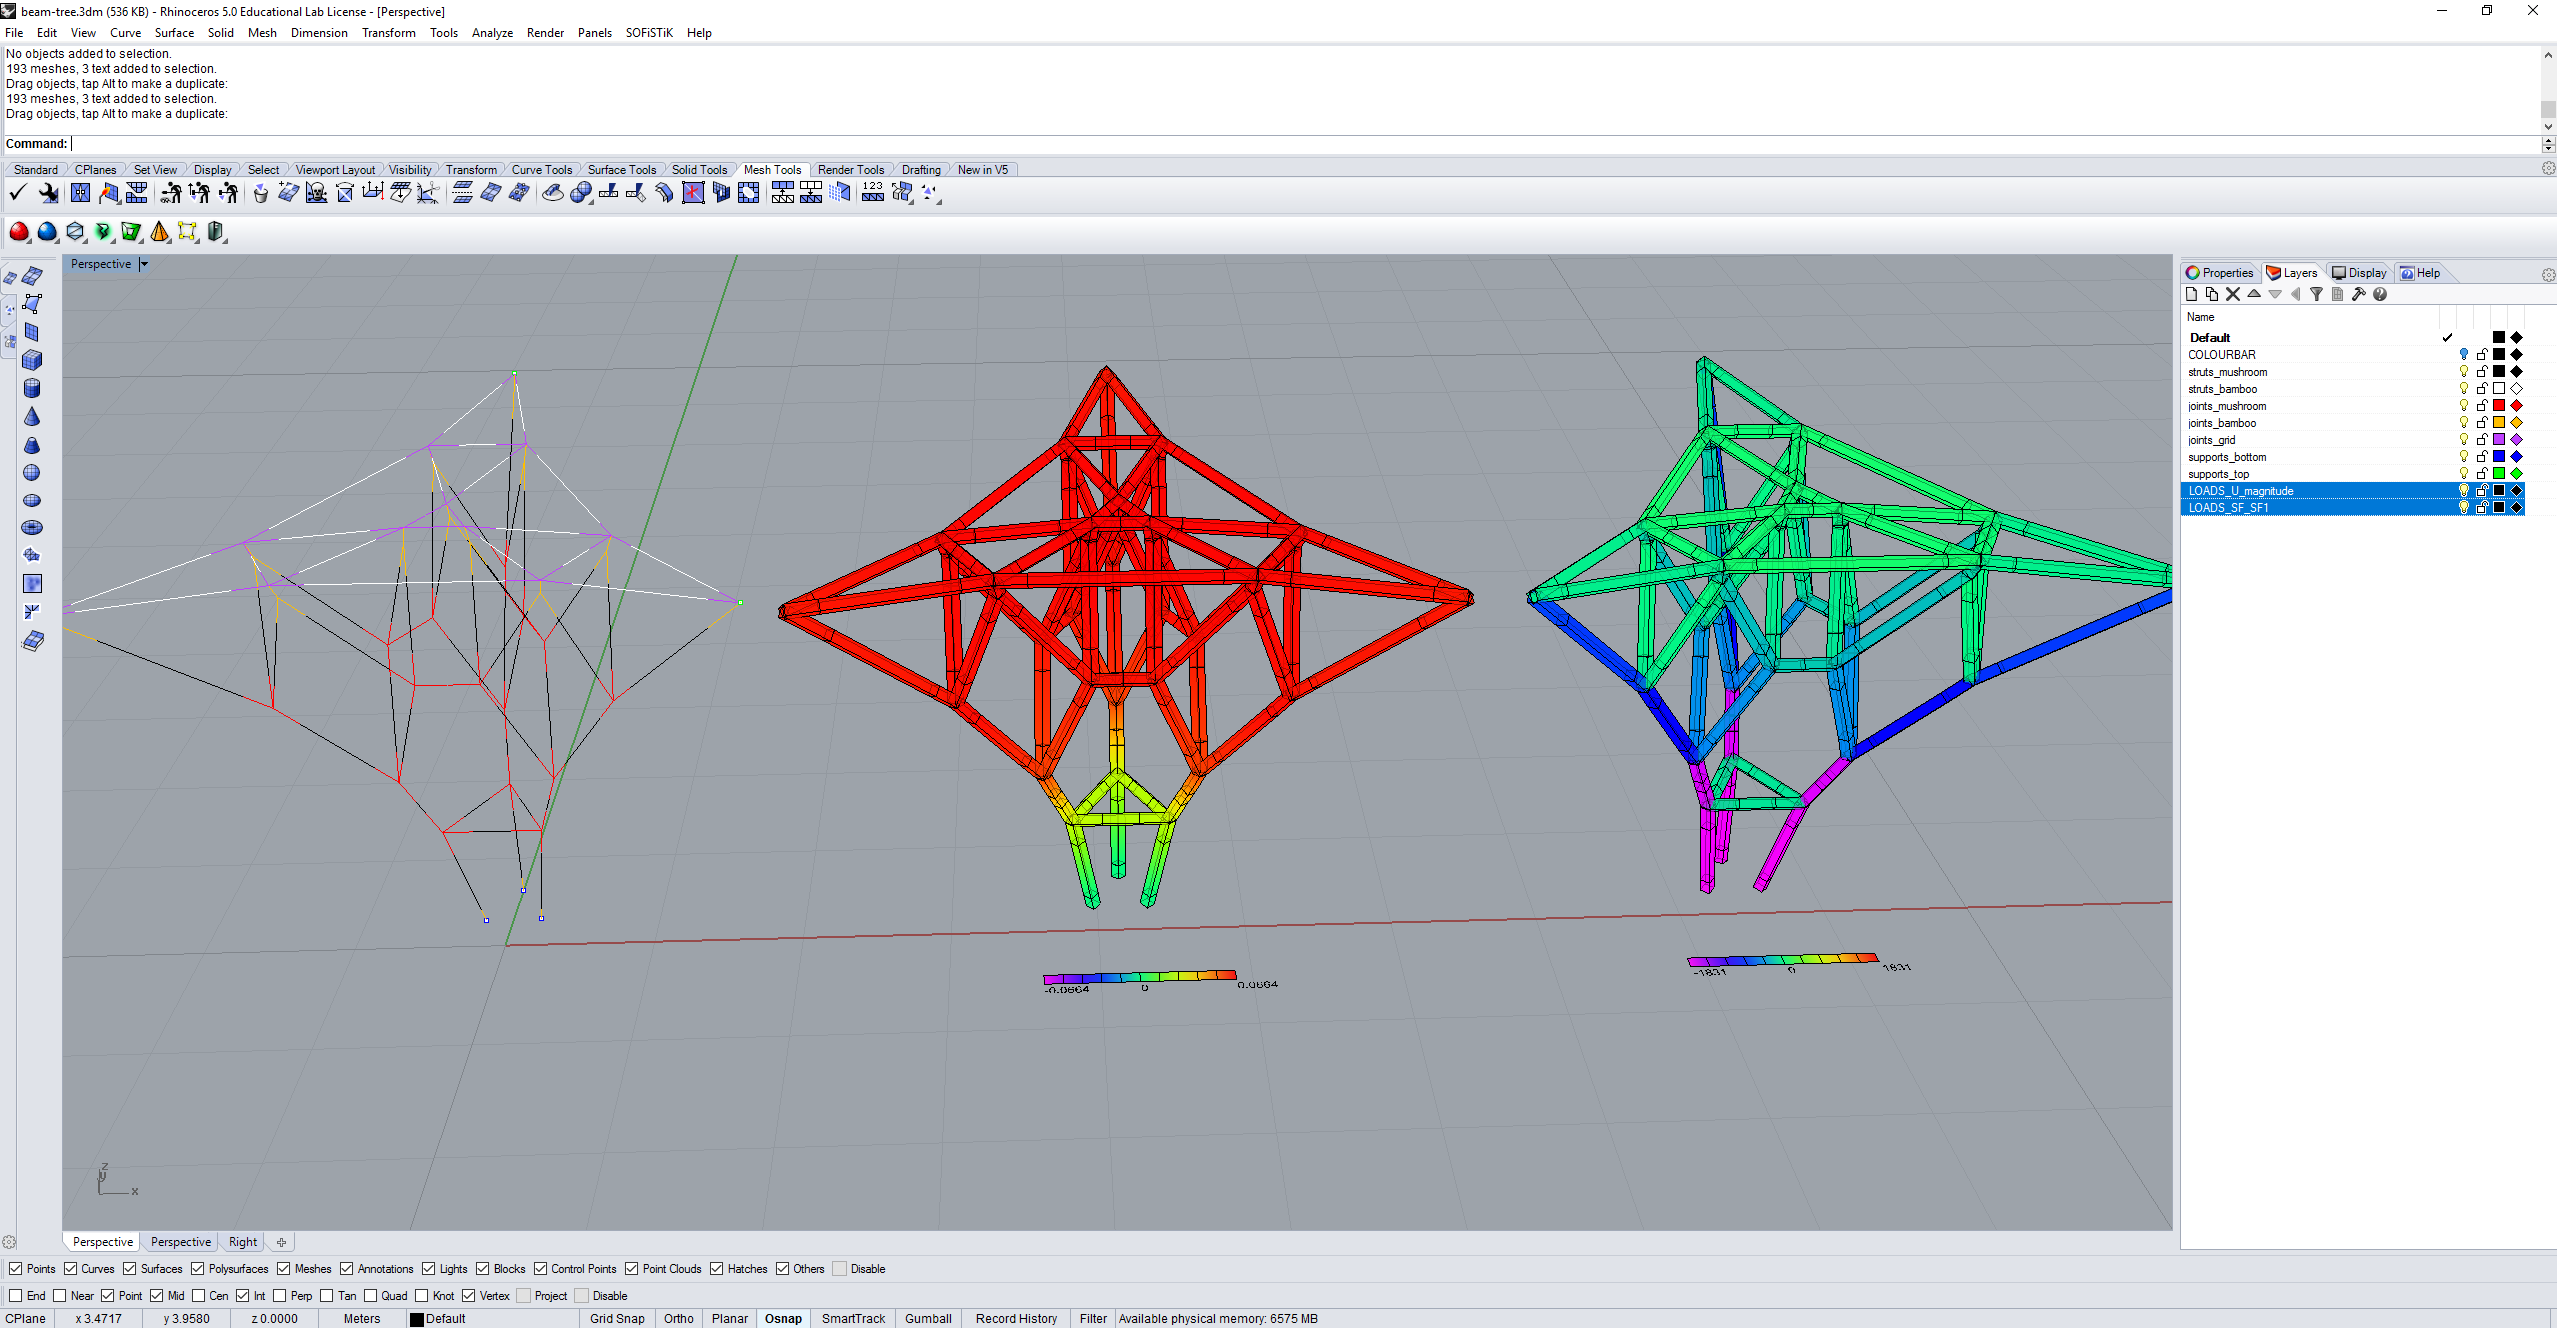 beam-tree.3dm (536 KB) - Rhinoceros 5.0 Educational Lab License - [Perspective]
File Edit View Curve Surface Solid Mesh Dimension Transform Tools Analyze Render Panels SOFiSTiK Help
No objects added to selection.
193 meshes, 3 text added to selection.
Drag objects, tap Alt to make a duplicate:
193 meshes, 3 text added to selection.
Drag objects, tap Alt to make a duplicate:
Command:
Standard CPlanes Set View Display Select Viewport Layout Visibility Transform Curve Tools Surface Tools Solid Tools Mesh Tools Render Tools Drafting New in V5
123
Perspective
Properties Layers Display Help
Name
Default
COLOURBAR
struts_mushroom
struts_bamboo
joints_mushroom
joints_bamboo
joints_grid
supports_bottom
supports_top
LOADS_U_magnitude
LOADS_SF_SF1
-0.0664 0 0.0664
-1831 0 1831
z
y
x
Perspective Perspective Right
Points Curves Surfaces Polysurfaces Meshes Annotations Lights Blocks Control Points Point Clouds Hatches Others Disable
End Near Point Mid Cen Int Perp Tan Quad Knot Vertex Project Disable
CPlane x 3.4717 y 3.9580 z 0.0000 Meters Default Grid Snap Ortho Planar Osnap SmartTrack Gumball Record History Filter Available physical memory: 6575 MB